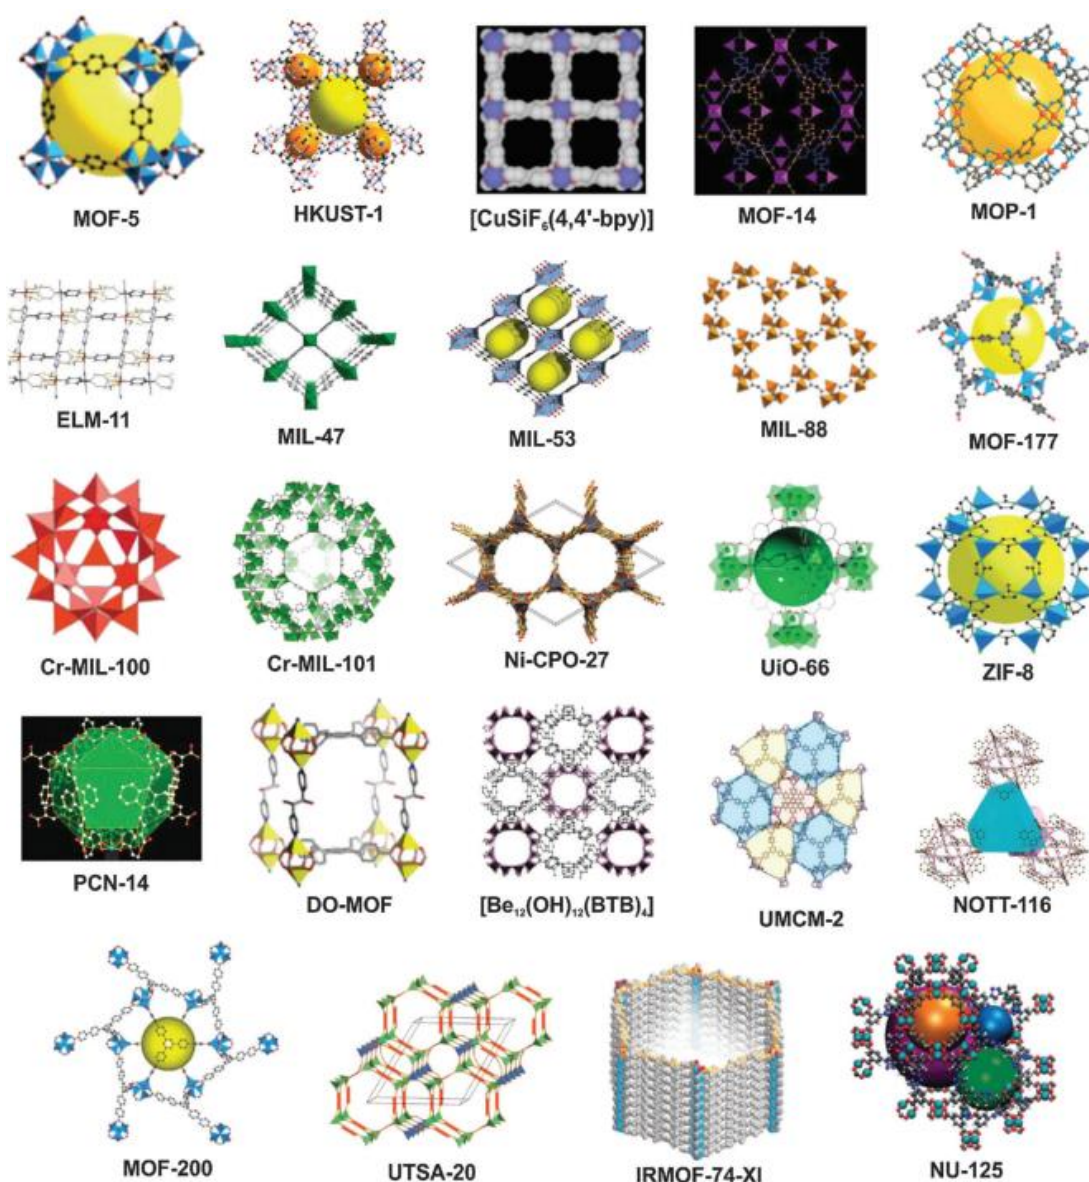 MOF-5
HKUST-1
[CuSiF₆(4,4'-bpy)]
MOF-14
MOP-1
ELM-11
MIL-47
MIL-53
MIL-88
MOF-177
Cr-MIL-100
Cr-MIL-101
Ni-CPO-27
UiO-66
ZIF-8
PCN-14
DO-MOF
[Be₁₂(OH)₁₂(BTB)₄]
UMCM-2
NOTT-116
MOF-200
UTSA-20
IRMOF-74-XI
NU-125